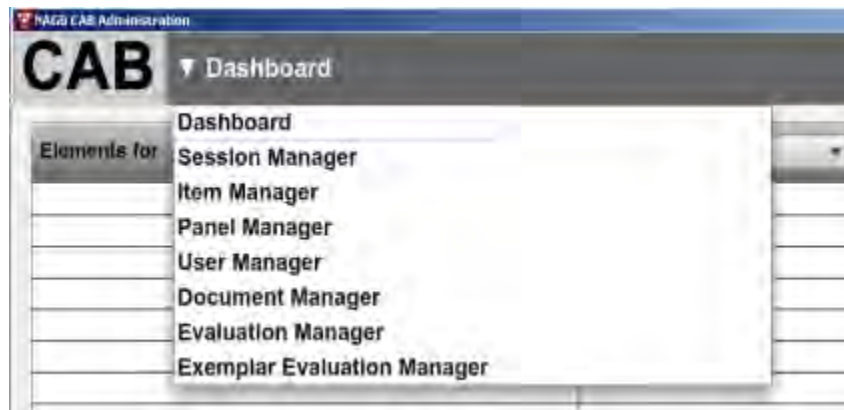 NAGB CAB Administration
CAB
▼ Dashboard
Dashboard
Elements for
Session Manager
Item Manager
Panel Manager
User Manager
Document Manager
Evaluation Manager
Exemplar Evaluation Manager